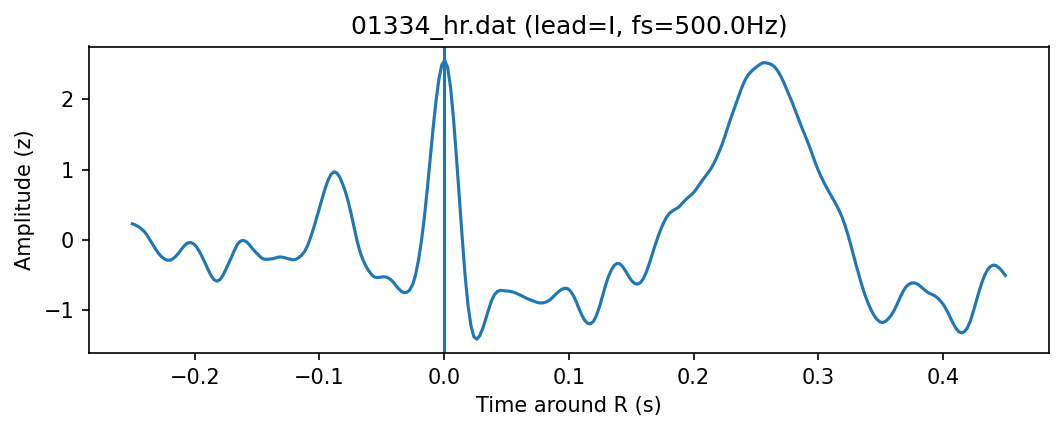 01334_hr.dat (lead=I, fs=500.0Hz)
Amplitude (z)
2
1
0
−1
−0.2 −0.1 0.0 0.1 0.2 0.3 0.4
Time around R (s)